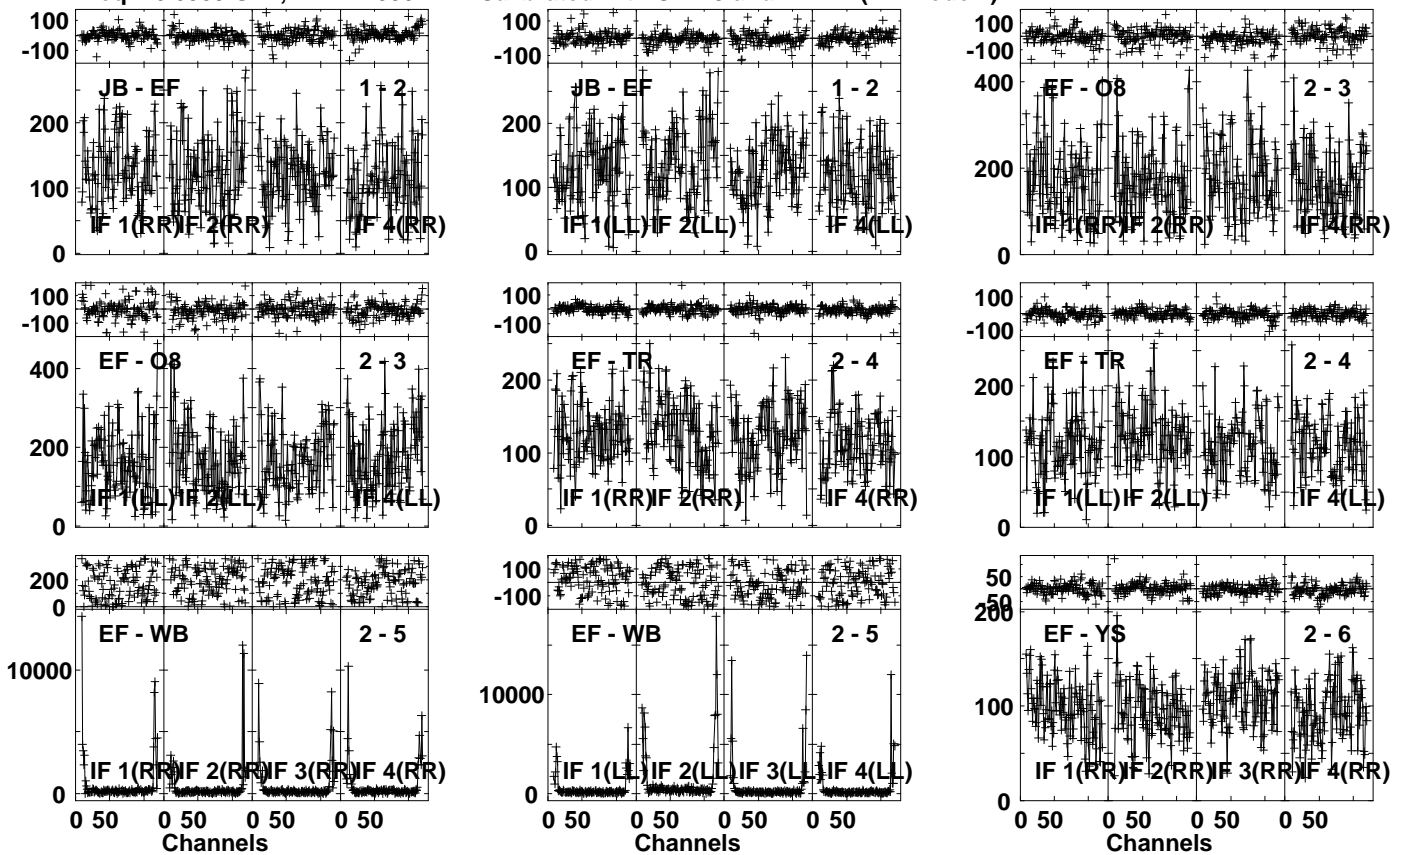 100
-100
JB - EF 1 - 2
200
100
0
IF 1(RR) IF 2(RR) IF 4(RR)
100
-100
JB - EF 1 - 2
200
100
0
IF 1(LL) IF 2(LL) IF 4(LL)
100
-100
EF - O8 2 - 3
400
200
0
IF 1(RR) IF 2(RR) IF 4(RR)
100
-100
EF - O8 2 - 3
400
200
0
IF 1(LL) IF 2(LL) IF 4(LL)
100
-100
EF - TR 2 - 4
200
100
0
IF 1(RR) IF 2(RR) IF 4(RR)
100
-100
EF - TR 2 - 4
200
100
0
IF 1(LL) IF 2(LL) IF 4(LL)
200
0
EF - WB 2 - 5
10000
0
IF 1(RR) IF 2(RR) IF 3(RR) IF 4(RR)
0 50 0 50 0 50 0 50
Channels
100
-100
EF - WB 2 - 5
10000
0
IF 1(LL) IF 2(LL) IF 3(LL) IF 4(LL)
0 50 0 50 0 50 0 50
Channels
50
-50
EF - YS 2 - 6
200
100
0
IF 1(RR) IF 2(RR) IF 3(RR) IF 4(RR)
0 50 0 50 0 50 0 50
Channels